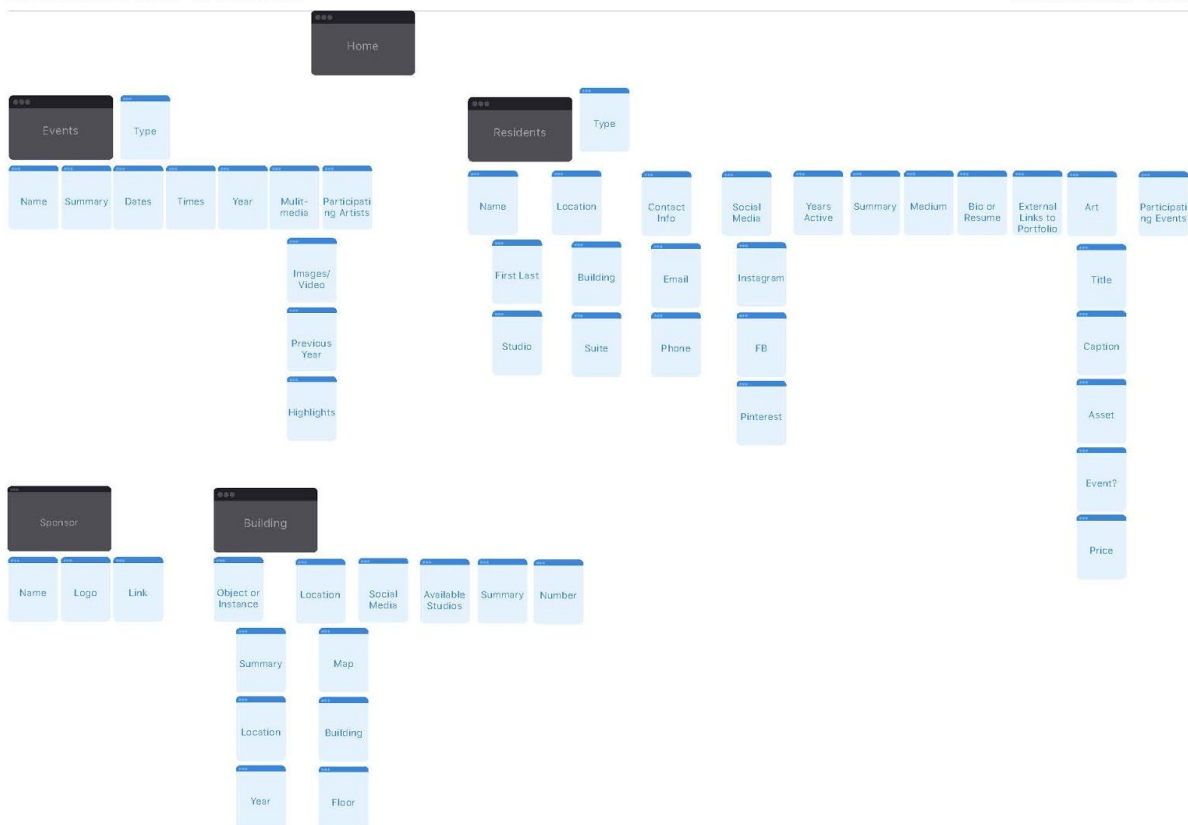 Home
Events
Type
Residents
Type
Name
Summary
Dates
Times
Year
Mulit-
media
Participati
ng Artists
Images/
Video
Previous
Year
Highlights
Name
Location
Contact
Info
Social
Media
Years
Active
Summary
Medium
Bio or
Resume
External
Links to
Portfolio
Art
Participati
ng Events
First Last
Building
Email
Instagram
Title
Studio
Suite
Phone
FB
Caption
Pinterest
Asset
Event?
Price
Sponsor
Name
Logo
Link
Building
Object or
Instance
Location
Social
Media
Available
Studios
Summary
Number
Summary
Map
Location
Building
Year
Floor